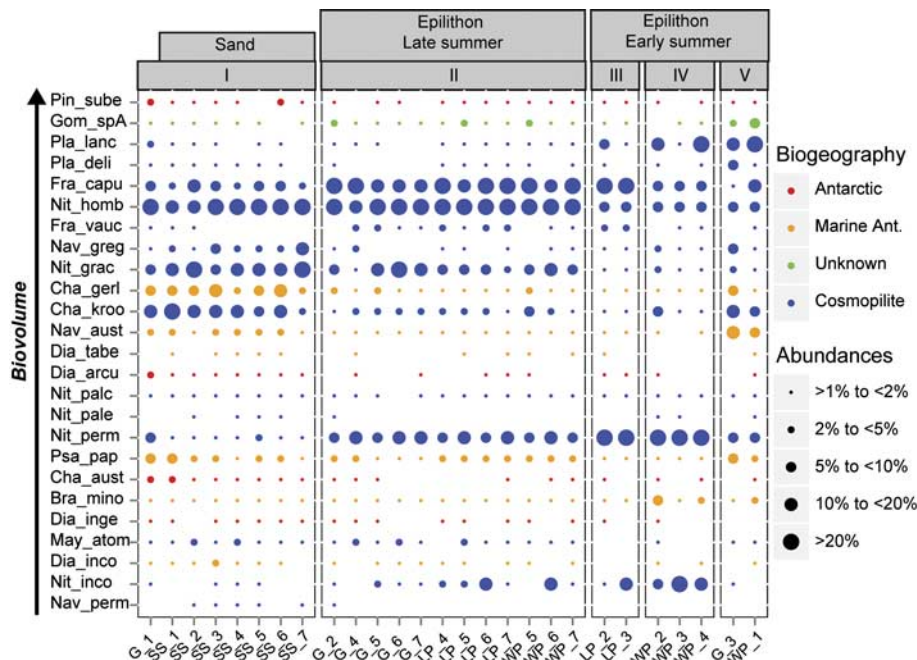 Sand
Epilithon
Late summer
Epilithon
Early summer
I
II
III
IV
V
Biovolume
Pin_sube
Gom_spA
Pla_lanc
Pla_deli
Fra_capu
Nit_homb
Fra_vauc
Nav_greg
Nit_grac
Cha_gerl
Cha_kroo
Nav_aust
Dia_tabe
Dia_arcu
Nit_palc
Nit_pale
Nit_perm
Psa_pap
Cha_aust
Bra_mino
Dia_inge
May_atom
Dia_inco
Nit_inco
Nav_perm
G_1
SS_1
SS_2
SS_3
SS_4
SS_5
SS_6
SS_7
G_2
G_4
G_5
G_6
G_7
LP_4
LP_5
LP_6
LP_7
WP_5
WP_6
WP_7
LP_2
LP_3
WP_2
WP_3
WP_4
G_3
WP_1
Biogeography
Antarctic
Marine Ant.
Unknown
Cosmopilite
Abundances
>1% to <2%
2% to <5%
5% to <10%
10% to <20%
>20%